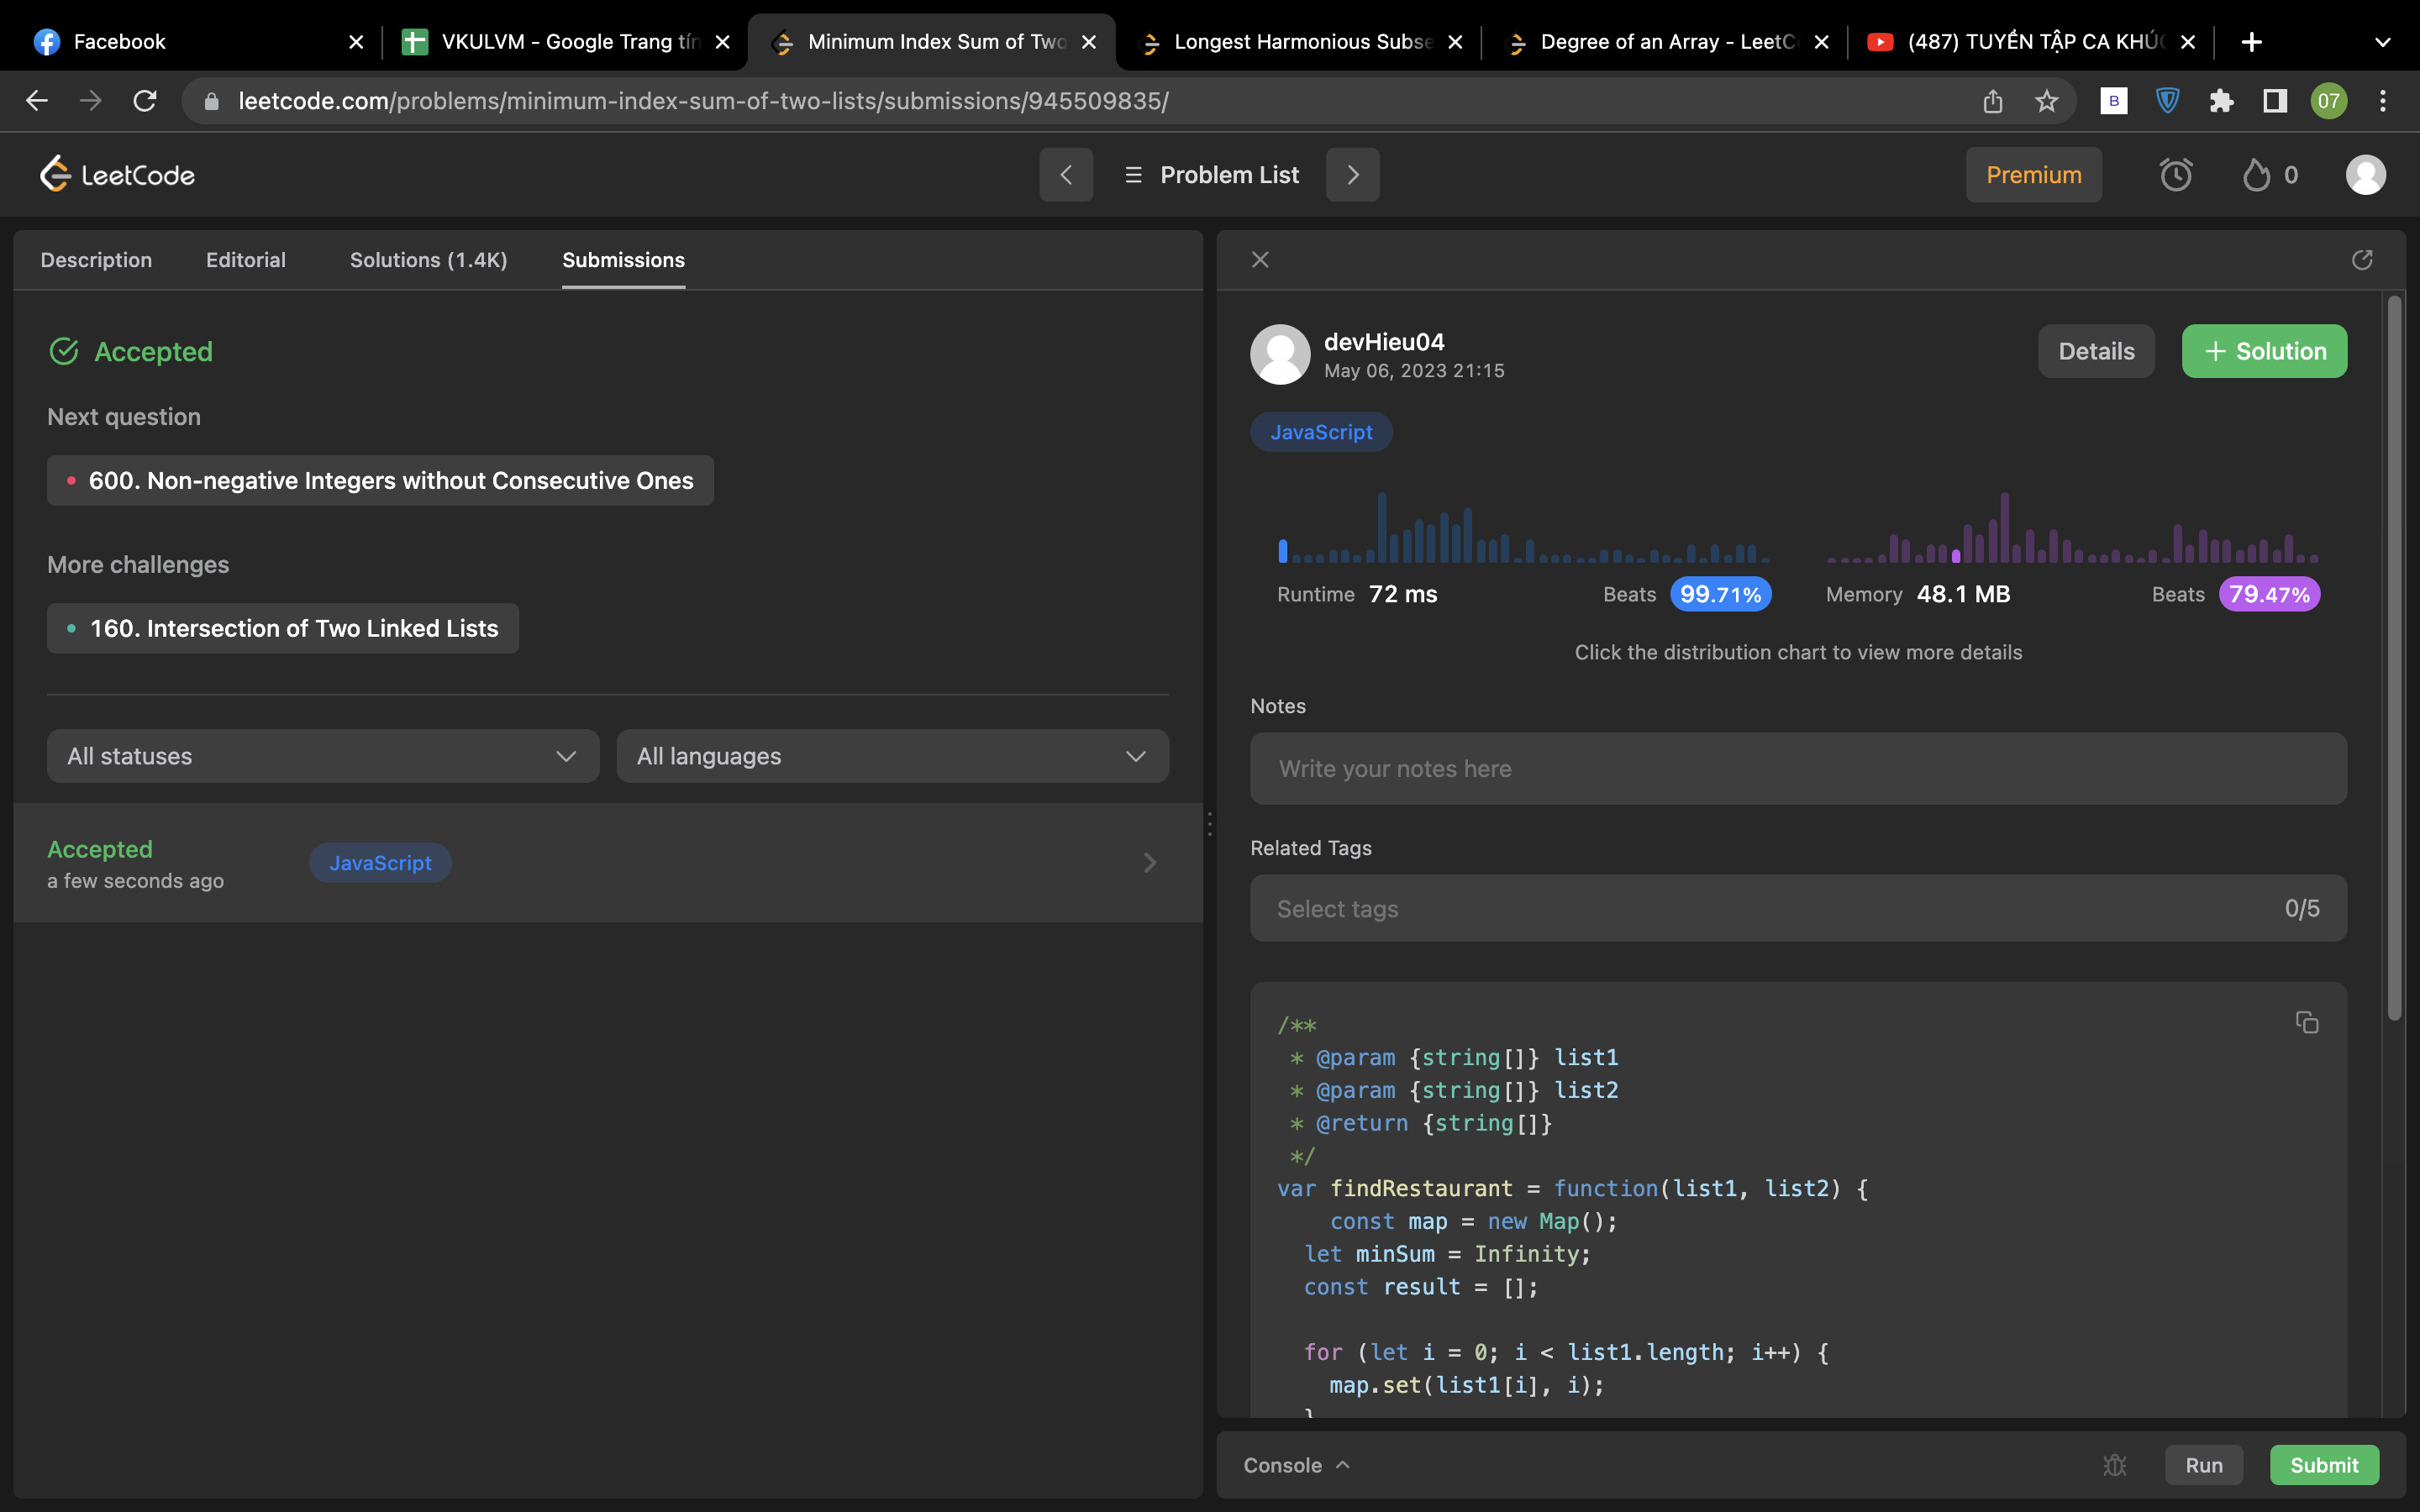 Facebook
VKULVM - Google Trang tín
Minimum Index Sum of Two
Longest Harmonious Subse
Degree of an Array - LeetCo
(487) TUYỂN TẬP CA KHÚC
leetcode.com/problems/minimum-index-sum-of-two-lists/submissions/945509835/
B
07
LeetCode
Problem List
Premium
0
Description
Editorial
Solutions (1.4K)
Submissions
Accepted
Next question
600. Non-negative Integers without Consecutive Ones
More challenges
160. Intersection of Two Linked Lists
All statuses
All languages
Accepted
a few seconds ago
JavaScript
devHieu04
May 06, 2023 21:15
Details
+ Solution
JavaScript
Runtime 72 ms
Beats 99.71%
Memory 48.1 MB
Beats 79.47%
Click the distribution chart to view more details
Notes
Write your notes here
Related Tags
Select tags
0/5
/**
 * @param {string[]} list1
 * @param {string[]} list2
 * @return {string[]}
 */
var findRestaurant = function(list1, list2) {
    const map = new Map();
  let minSum = Infinity;
  const result = [];
  for (let i = 0; i < list1.length; i++) {
    map.set(list1[i], i);
  }
Console
Run
Submit